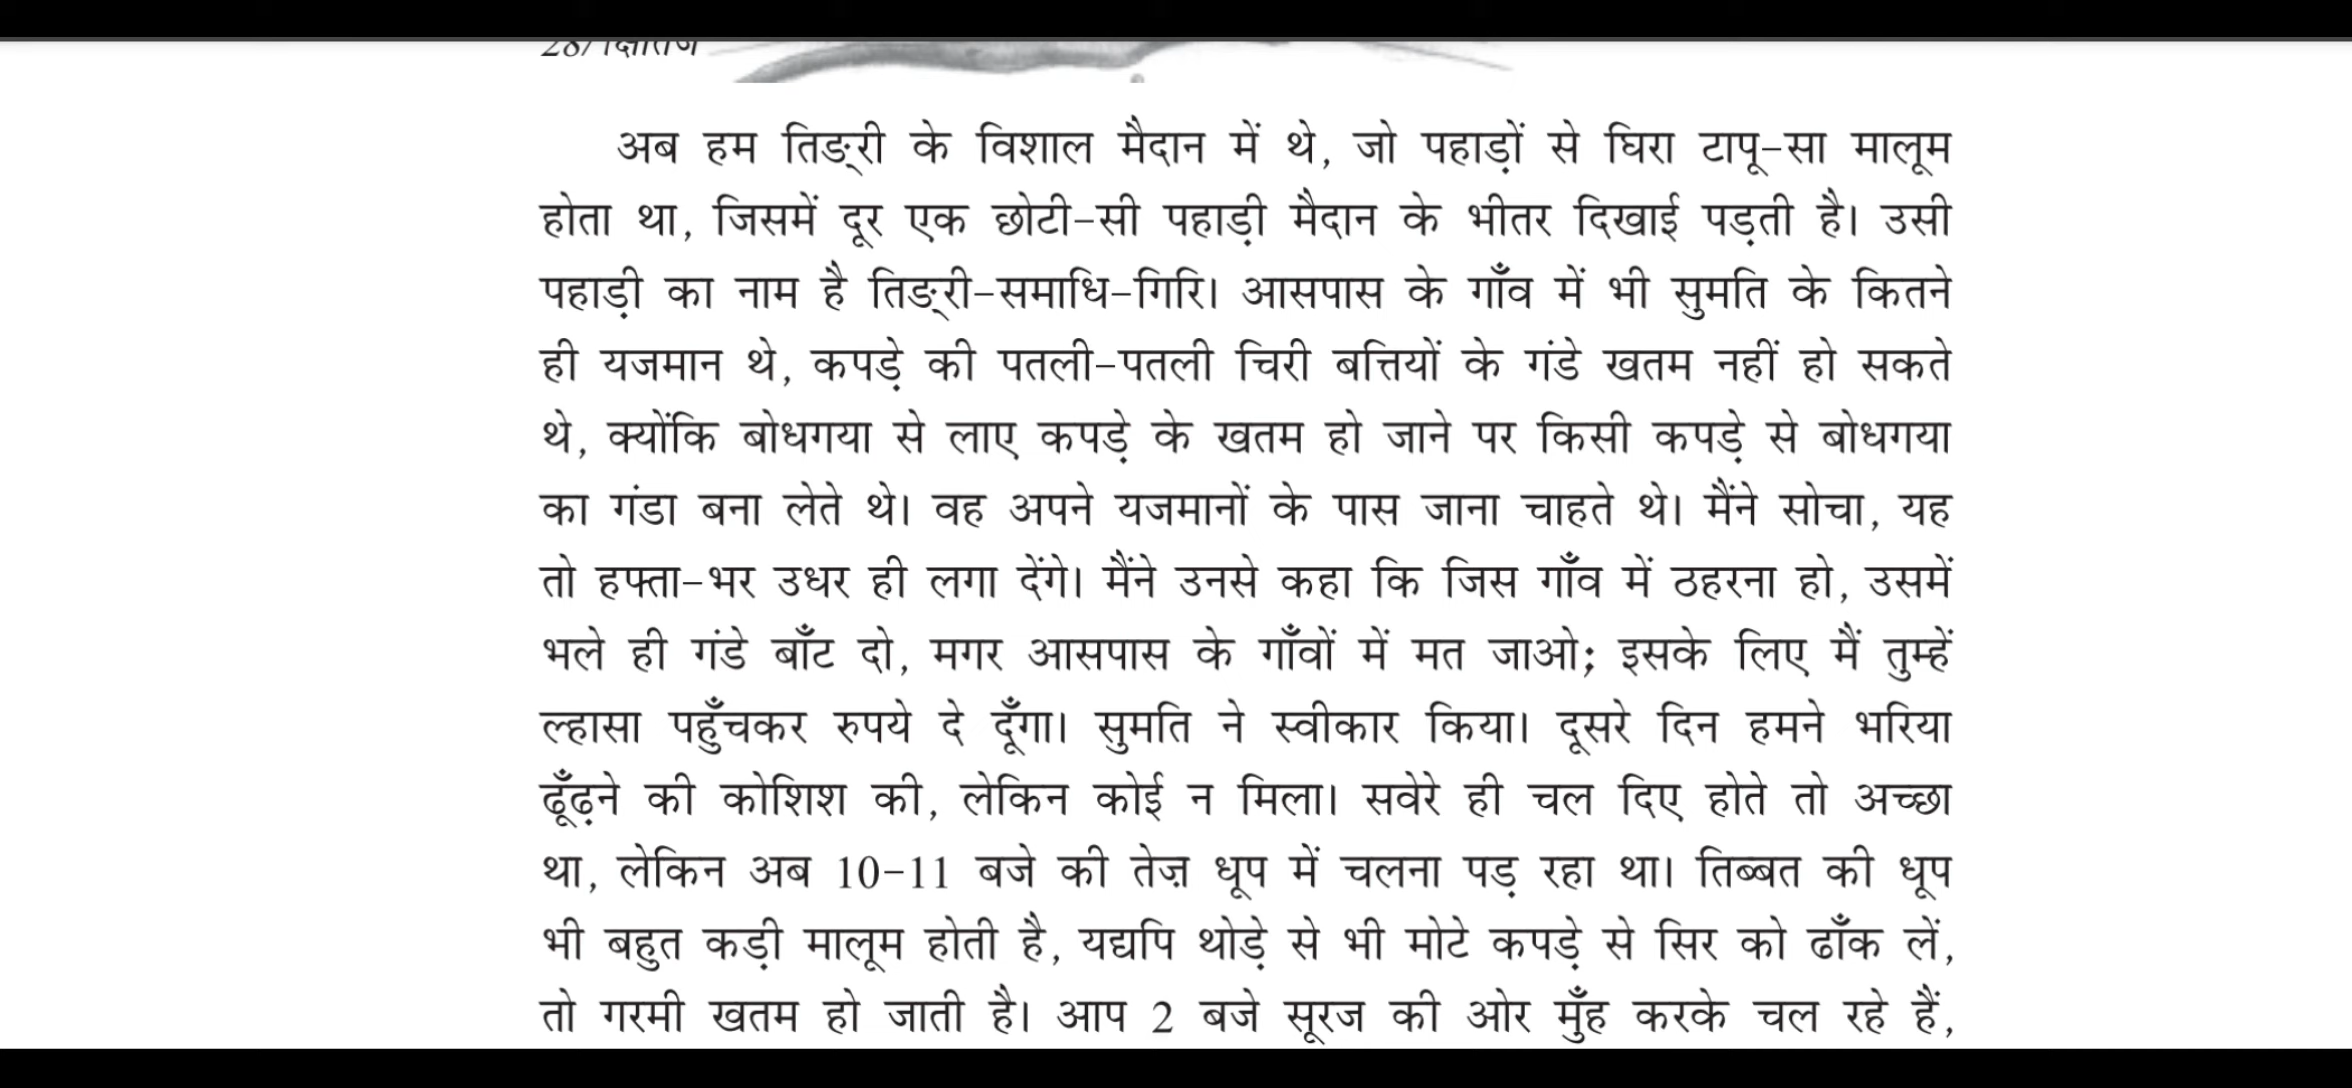 28/ क्षितिज
अब हम तिङ्री के विशाल मैदान में थे, जो पहाड़ों से घिरा टापू-सा मालूम
होता था, जिसमें दूर एक छोटी-सी पहाड़ी मैदान के भीतर दिखाई पड़ती है। उसी
पहाड़ी का नाम है तिङ्री-समाधि-गिरि। आसपास के गाँव में भी सुमति के कितने
ही यजमान थे, कपड़े की पतली-पतली चिरी बत्तियों के गंडे खतम नहीं हो सकते
थे, क्योंकि बोधगया से लाए कपड़े के खतम हो जाने पर किसी कपड़े से बोधगया
का गंडा बना लेते थे। वह अपने यजमानों के पास जाना चाहते थे। मैंने सोचा, यह
तो हफ्ता-भर उधर ही लगा देंगे। मैंने उनसे कहा कि जिस गाँव में ठहरना हो, उसमें
भले ही गंडे बाँट दो, मगर आसपास के गाँवों में मत जाओ; इसके लिए मैं तुम्हें
ल्हासा पहुँचकर रुपये दे दूँगा। सुमति ने स्वीकार किया। दूसरे दिन हमने भरिया
ढूँढ़ने की कोशिश की, लेकिन कोई न मिला। सवेरे ही चल दिए होते तो अच्छा
था, लेकिन अब 10-11 बजे की तेज़ धूप में चलना पड़ रहा था। तिब्बत की धूप
भी बहुत कड़ी मालूम होती है, यद्यपि थोड़े से भी मोटे कपड़े से सिर को ढाँक लें,
तो गरमी खतम हो जाती है। आप 2 बजे सूरज की ओर मुँह करके चल रहे हैं,